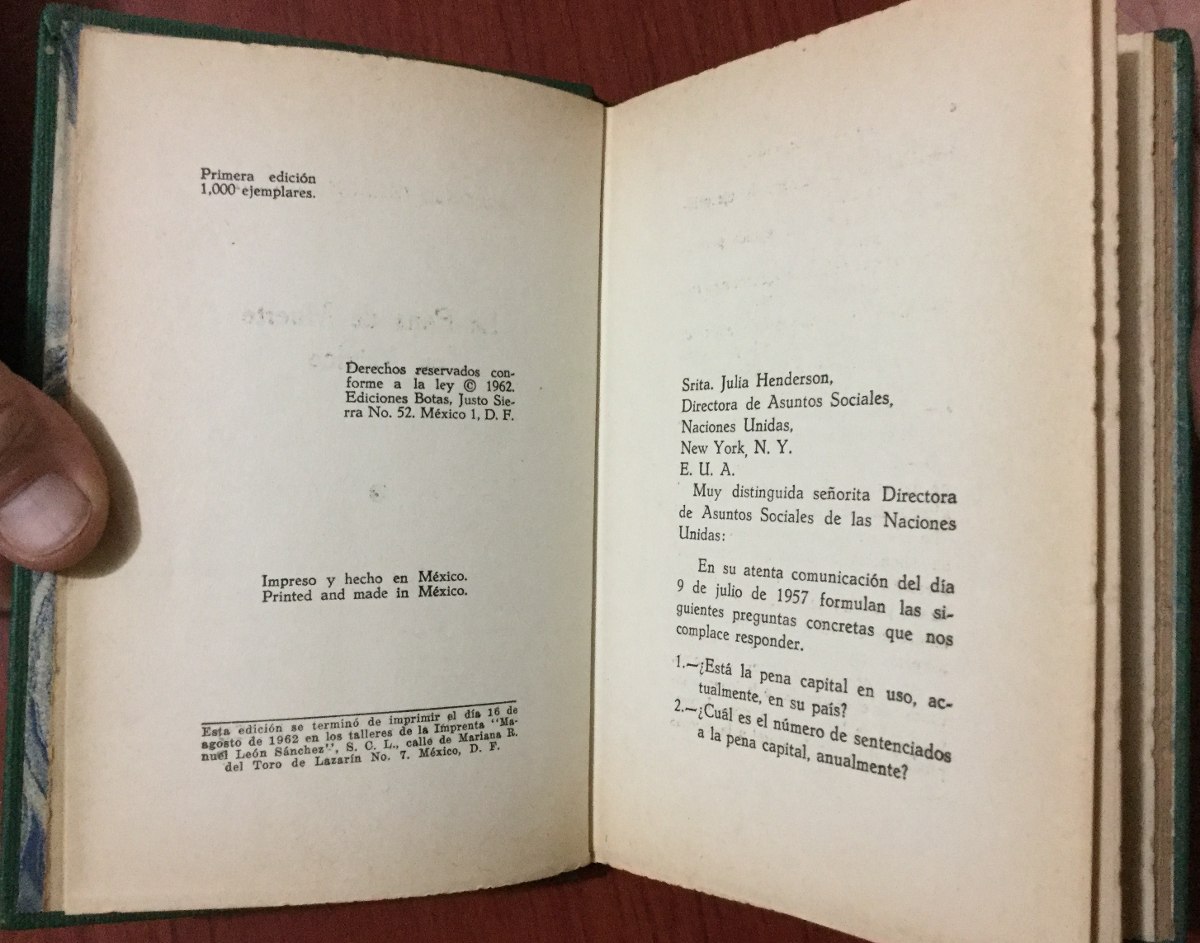 Primera edición
1,000 ejemplares.
La Pena de Muerte
Derechos reservados con-
forme a la ley © 1962.
Ediciones Botas, Justo Sie-
rra No. 52. México 1, D. F.
Impreso y hecho en México.
Printed and made in México.
Esta edición se terminó de imprimir el día 16 de
agosto de 1962 en los talleres de la Imprenta "Ma-
nuel León Sánchez", S. C. L., calle de Mariana R.
del Toro de Lazarín No. 7. México, D. F.
Srita. Julia Henderson,
Directora de Asuntos Sociales,
Naciones Unidas,
New York, N. Y.
E. U. A.
Muy distinguida señorita Directora
de Asuntos Sociales de las Naciones
Unidas:
En su atenta comunicación del día
9 de julio de 1957 formulan las si-
guientes preguntas concretas que nos
complace responder.
1.—¿Está la pena capital en uso, ac-
tualmente, en su país?
2.—¿Cuál es el número de sentenciados
a la pena capital, anualmente?